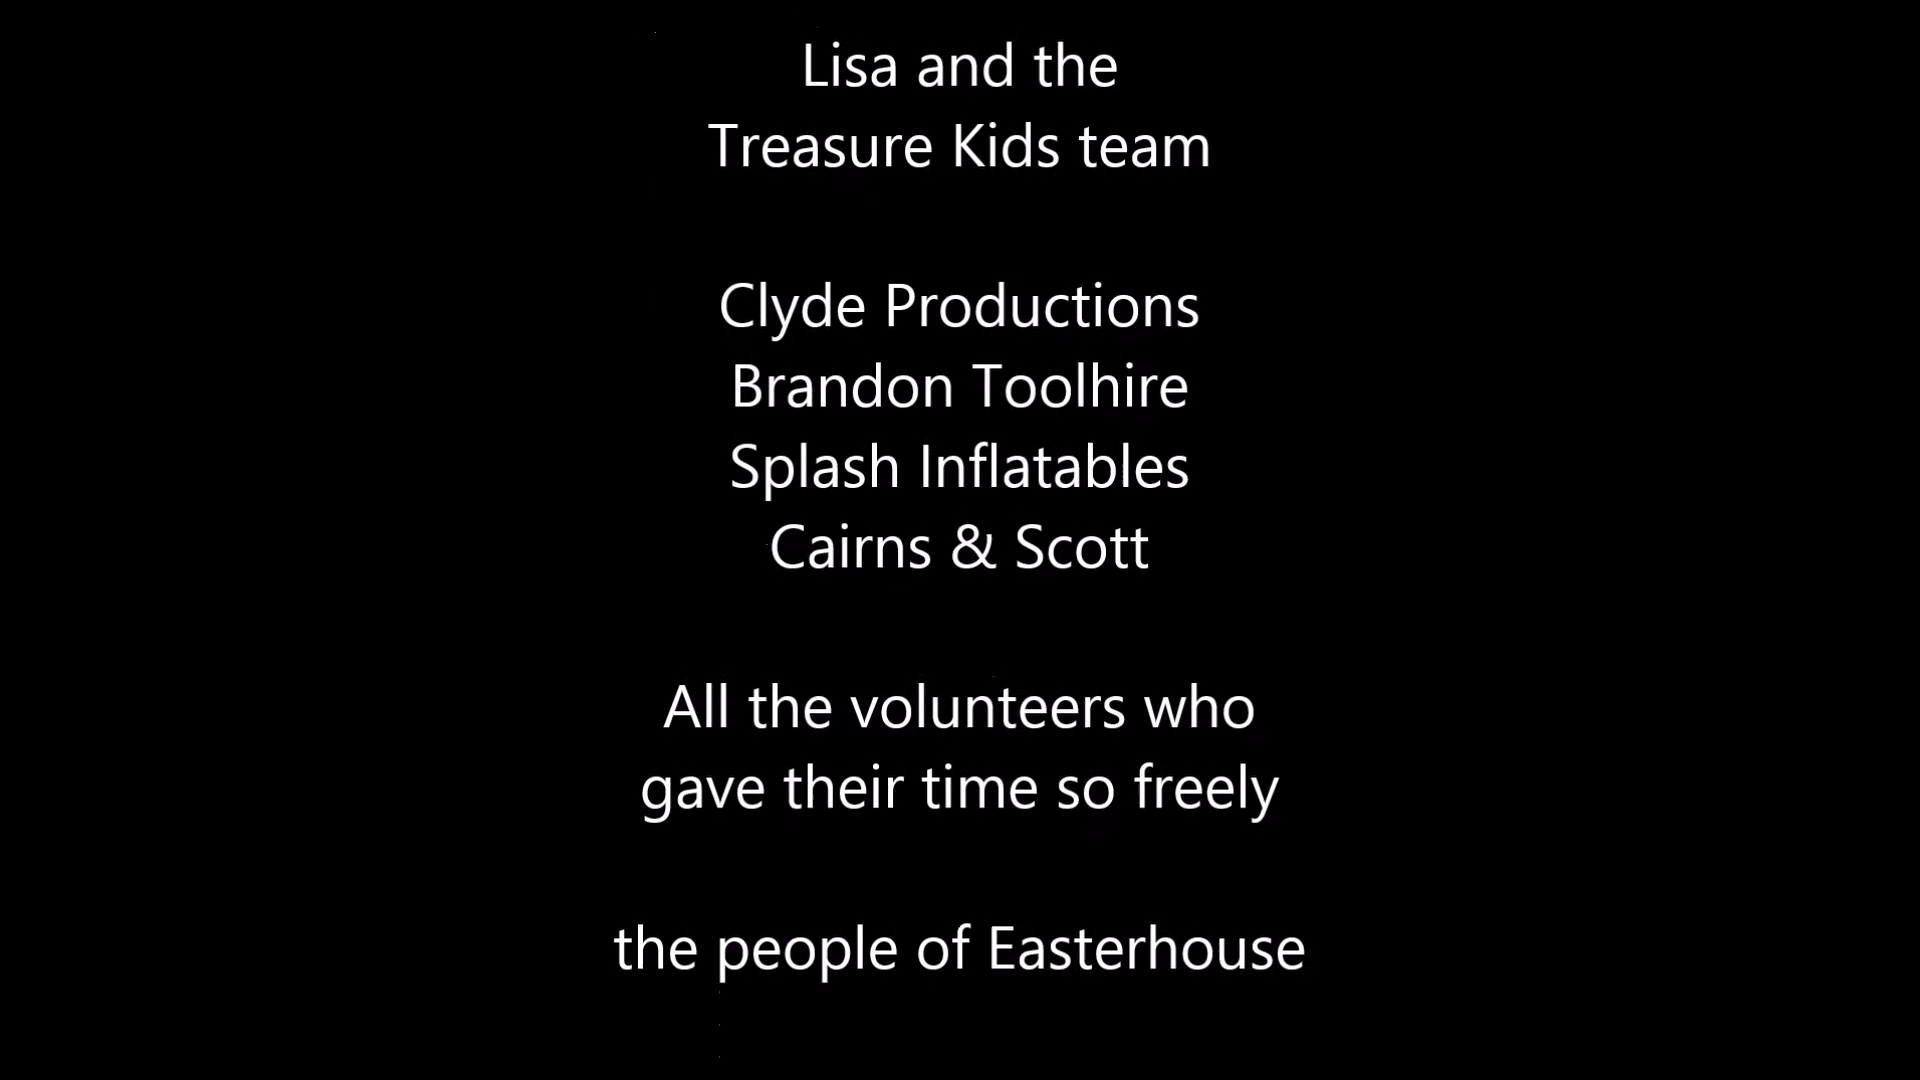 Lisa and the
Treasure Kids team
Clyde Productions
Brandon Toolhire
Splash Inflatables
Cairns & Scott
All the volunteers who
gave their time so freely
the people of Easterhouse